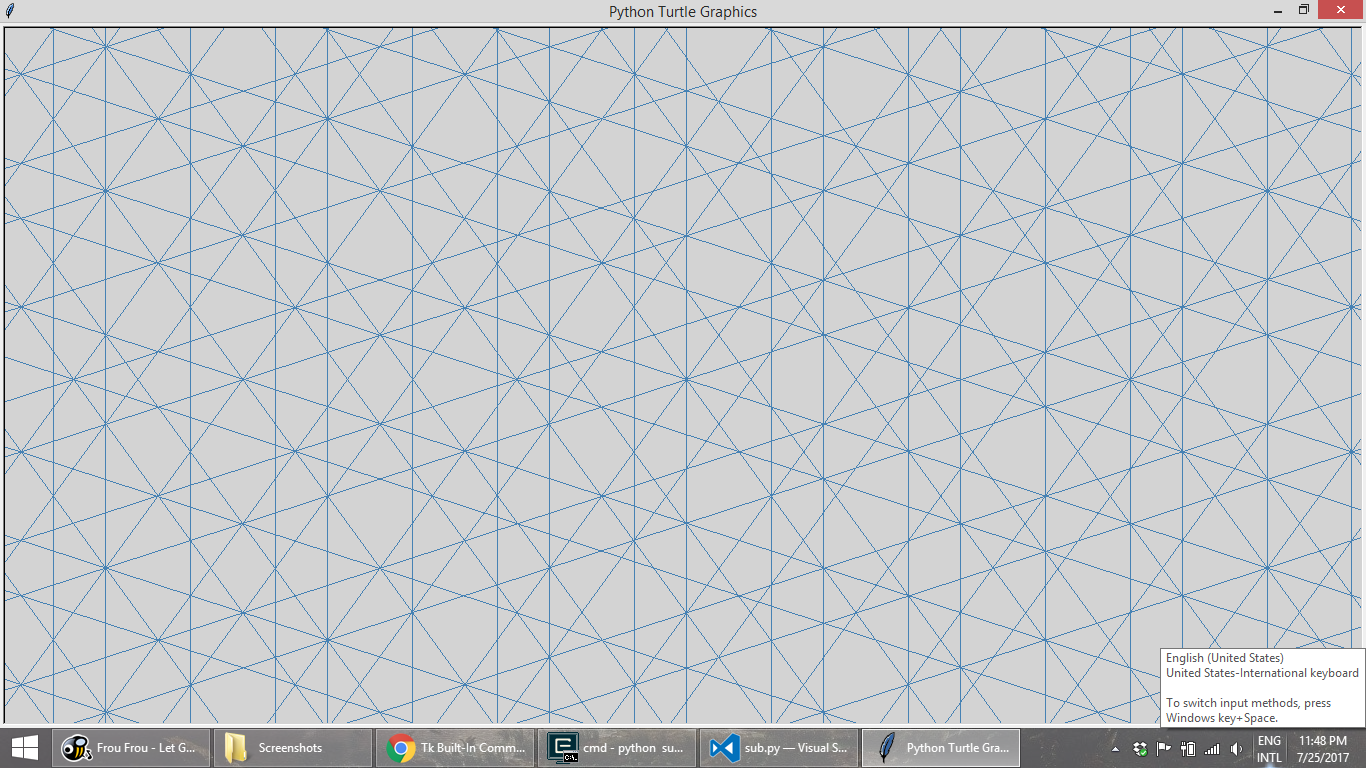 Python Turtle Graphics
English (United States)
United States-International keyboard
To switch input methods, press
Windows key+Space.
Frou Frou - Let G...
Screenshots
Tk Built-In Comm...
cmd - python su...
sub.py — Visual S...
Python Turtle Gra...
ENG
INTL
11:48 PM
7/25/2017